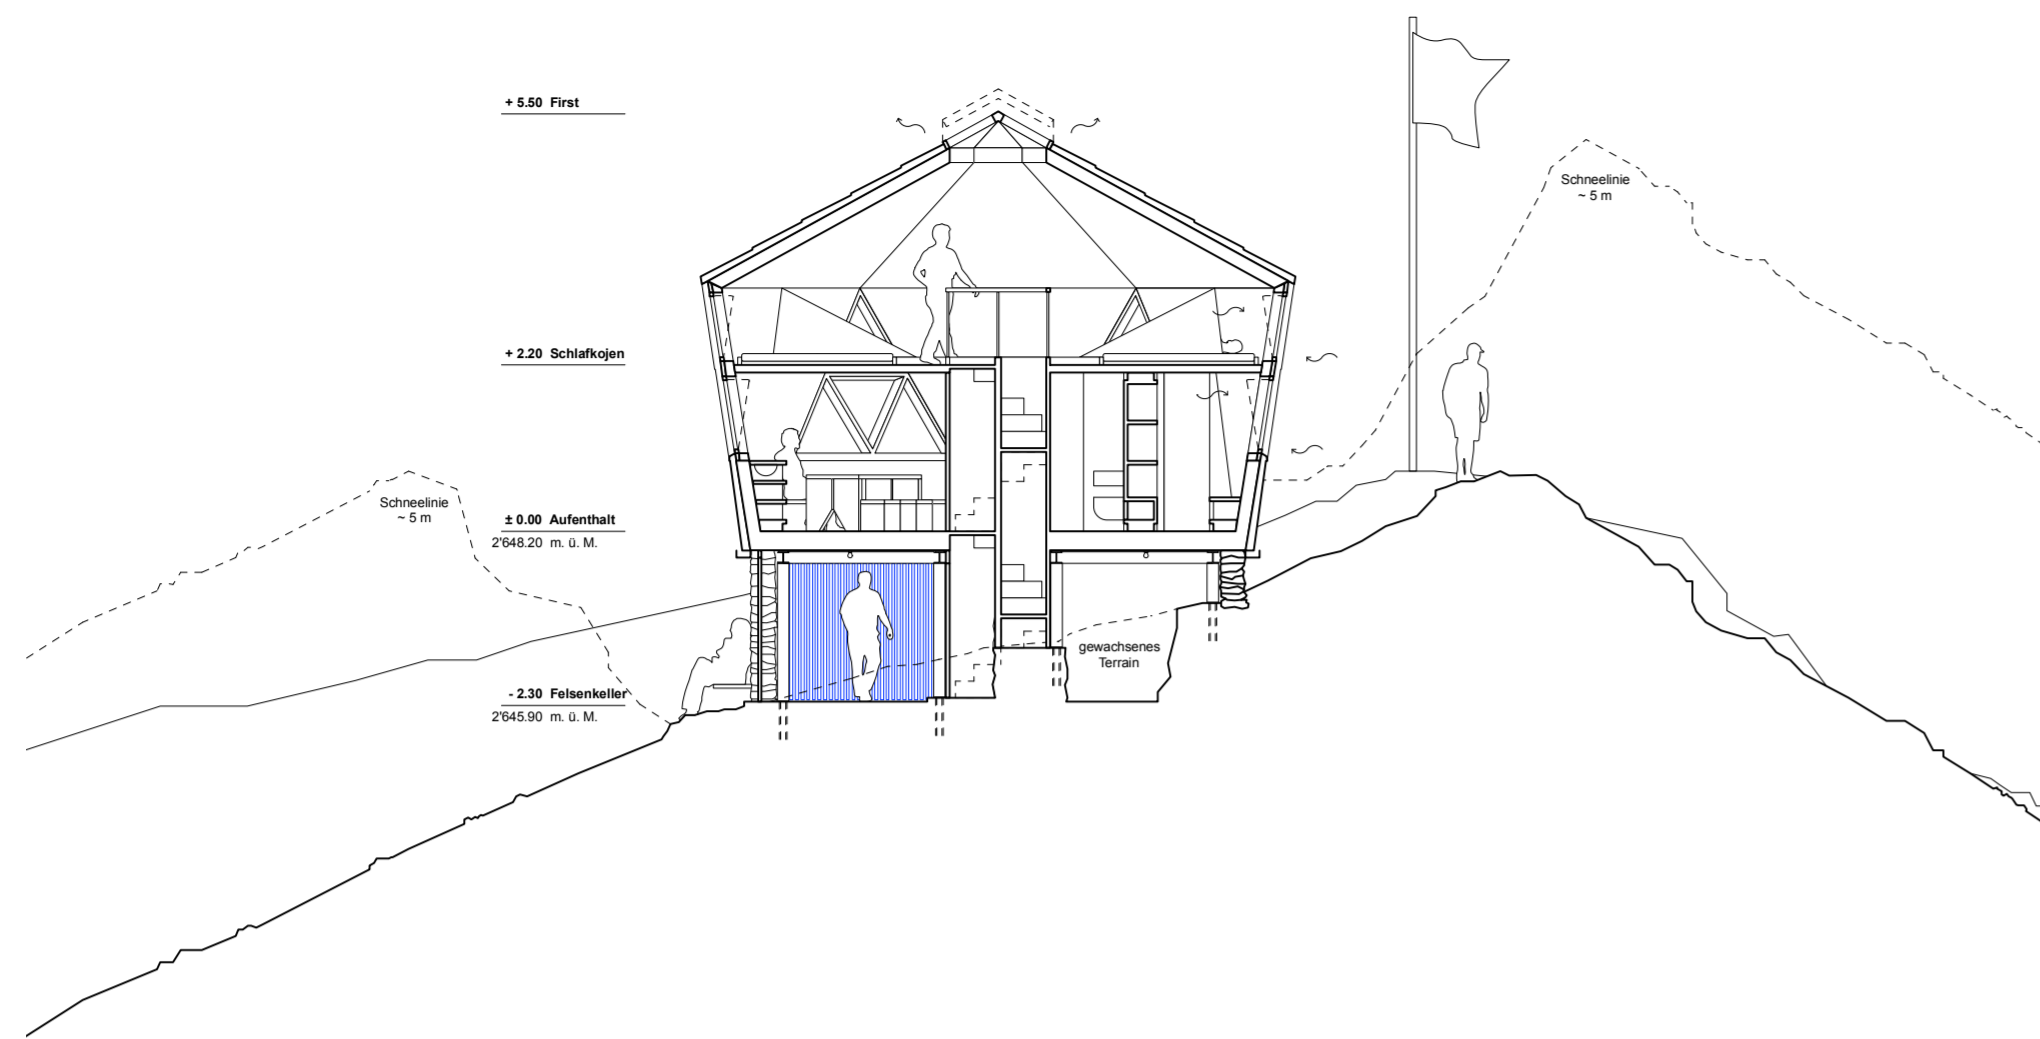 + 5.50 First
Schneelinie
~ 5 m
+ 2.20 Schlafkojen
Schneelinie
~ 5 m
± 0.00 Aufenthalt
2'648.20 m. ü. M.
gewachsenes
Terrain
- 2.30 Felsenkeller
2'645.90 m. ü. M.